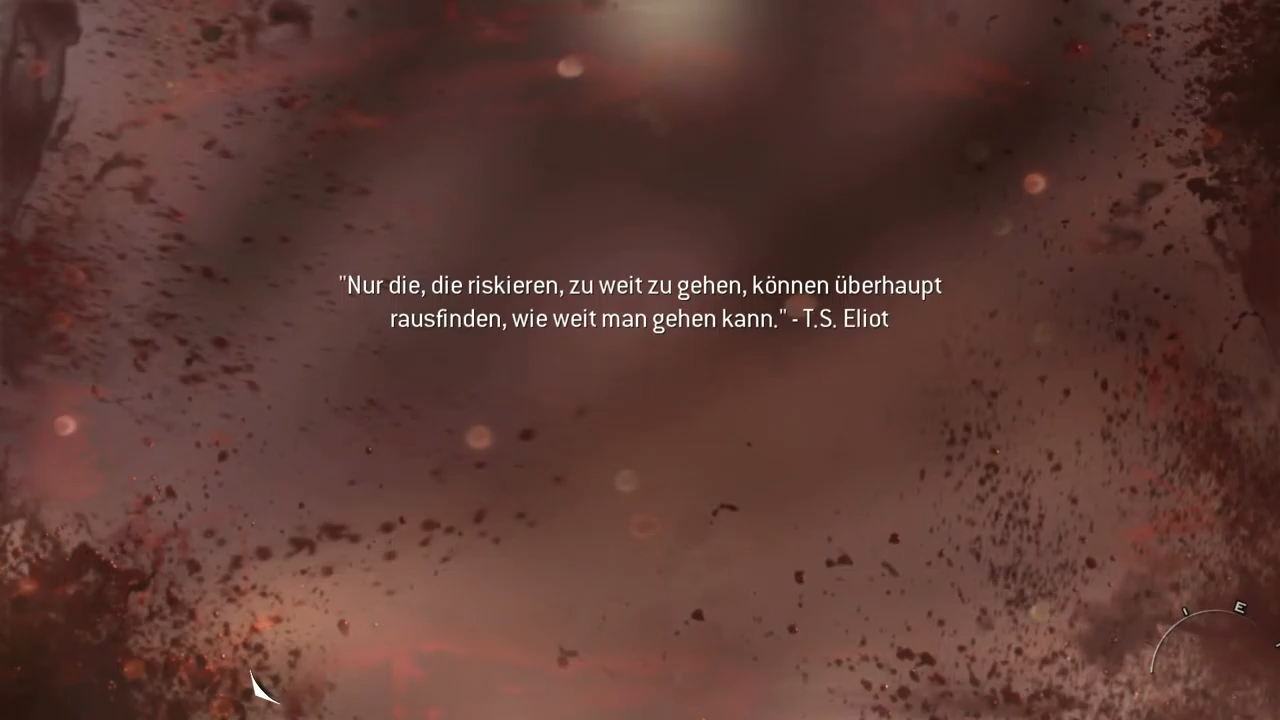 "Nur die, die riskieren, zu weit zu gehen, können überhaupt
rausfinden, wie weit man gehen kann." - T.S. Eliot
E